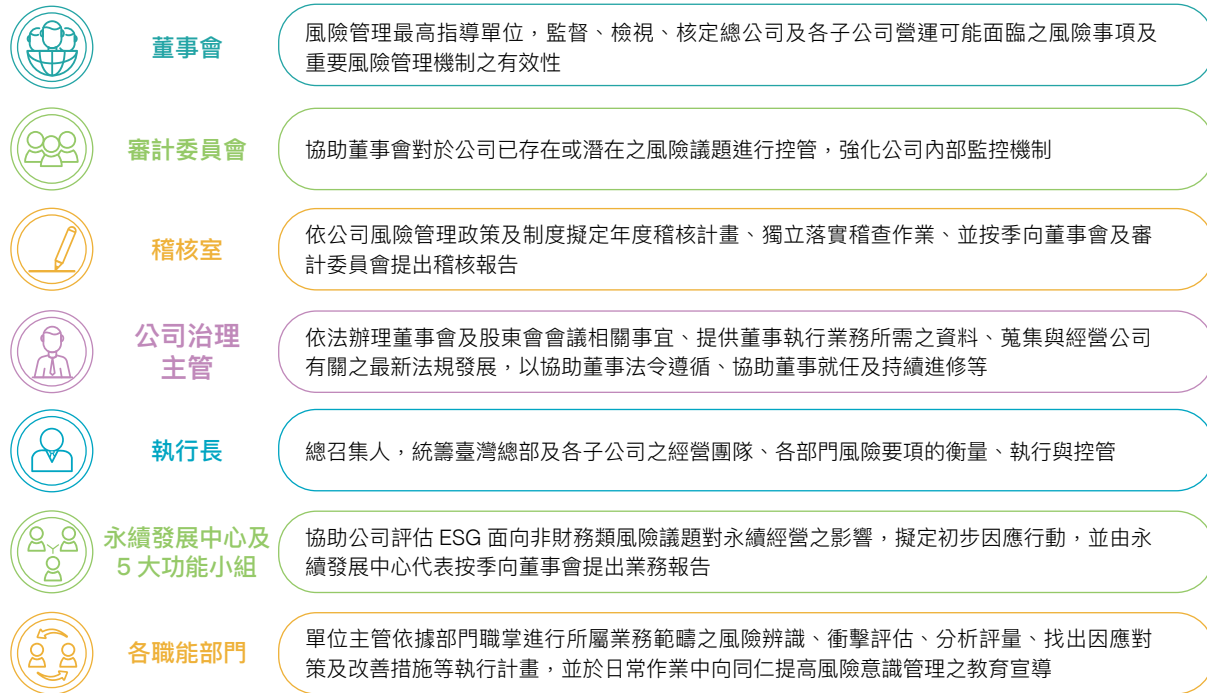 董事會
風險管理最高指導單位，監督、檢視、核定總公司及各子公司營運可能面臨之風險事項及
重要風險管理機制之有效性
審計委員會
協助董事會對於公司已存在或潛在之風險議題進行控管，強化公司內部監控機制
稽核室
依公司風險管理政策及制度擬定年度稽核計畫、獨立落實稽查作業、並按季向董事會及審
計委員會提出稽核報告
公司治理
主管
依法辦理董事會及股東會會議相關事宜、提供董事執行業務所需之資料、蒐集與經營公司
有關之最新法規發展，以協助董事法令遵循、協助董事就任及持續進修等
執行長
總召集人，統籌臺灣總部及各子公司之經營團隊、各部門風險要項的衡量、執行與控管
永續發展中心及
5 大功能小組
協助公司評估 ESG 面向非財務類風險議題對永續經營之影響，擬定初步因應行動，並由永
續發展中心代表按季向董事會提出業務報告
各職能部門
單位主管依據部門職掌進行所屬業務範疇之風險辨識、衝擊評估、分析評量、找出因應對
策及改善措施等執行計畫，並於日常作業中向同仁提高風險意識管理之教育宣導